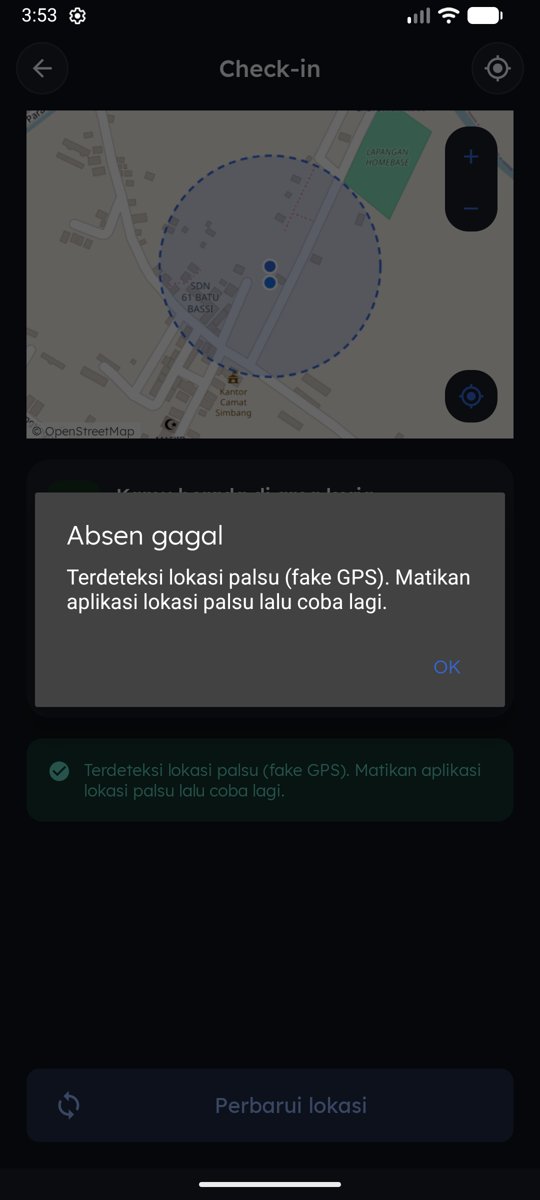 3:53
Check-in
LAPANGAN
HOMEBASE
+
−
SDN
61 BATU
BASSI
Kantor
Camat
Simbang
© OpenStreetMap
Absen gagal
Terdeteksi lokasi palsu (fake GPS). Matikan
aplikasi lokasi palsu lalu coba lagi.
OK
Terdeteksi lokasi palsu (fake GPS). Matikan aplikasi
lokasi palsu lalu coba lagi.
Perbarui lokasi